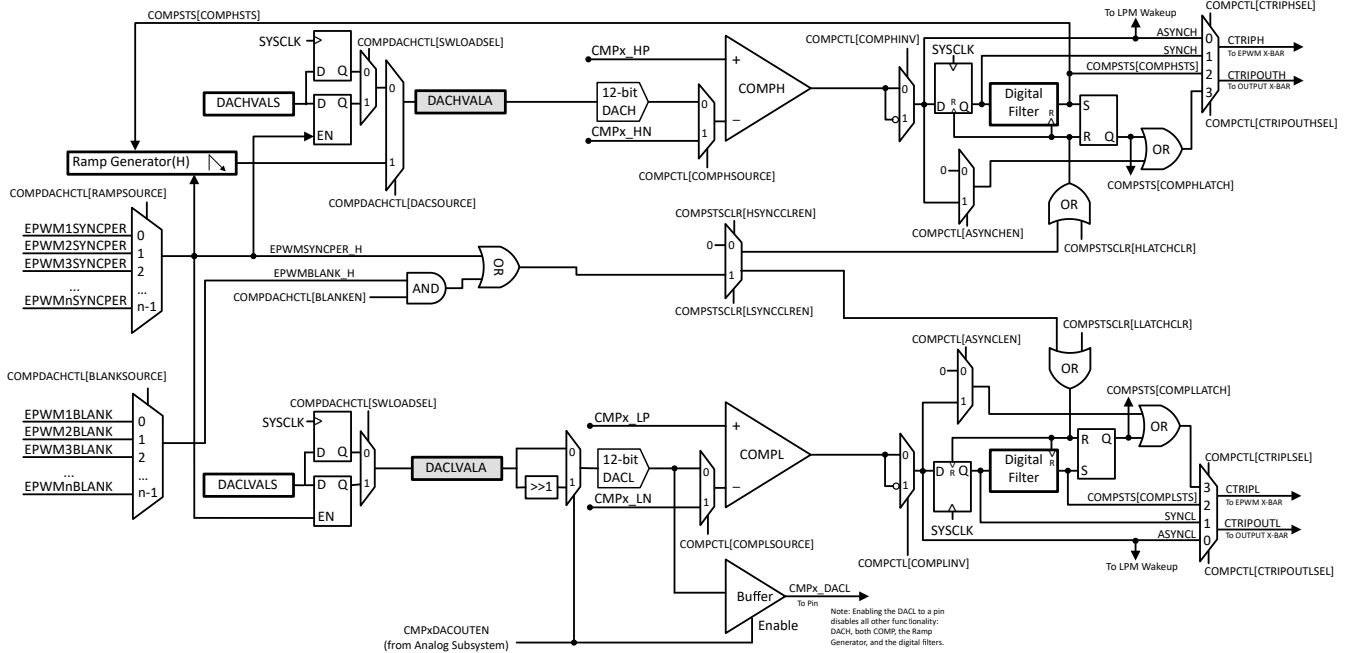 COMPSTS[COMPHSTS]
SYSCLK
D Q
COMPDACHCTL[SWLOADSEL]
0
1
DACHVALS
D Q
EN
DACHVALA
0
1
Ramp Generator(H)
COMPDACHCTL[DACSOURCE]
CMPx_HP
12-bit
DACH
CMPx_HN
0
1
COMPCTL[COMPHSOURCE]
+
−
COMPH
COMPCTL[COMPHINV]
0
1
SYSCLK
D R Q
Digital
Filter
R
S
R Q
OR
COMPSTS[COMPHLATCH]
0
0
1
COMPCTL[ASYNCHEN]
OR
COMPSTSCLR[HLATCHCLR]
To LPM Wakeup
ASYNCH
SYNCH
COMPSTS[COMPHSTS]
COMPCTL[CTRIPHSEL]
0
1
2
3
CTRIPH
To EPWM X-BAR
CTRIPOUTH
To OUTPUT X-BAR
COMPCTL[CTRIPOUTHSEL]
COMPDACHCTL[RAMPSOURCE]
EPWM1SYNCPER
EPWM2SYNCPER
EPWM3SYNCPER
...
EPWMnSYNCPER
0
1
2
...
n-1
EPWMSYNCPER_H
EPWMBLANK_H
COMPDACHCTL[BLANKEN]
AND
OR
COMPSTSCLR[HSYNCCLREN]
0
0
1
COMPSTSCLR[LSYNCCLREN]
COMPDACHCTL[BLANKSOURCE]
EPWM1BLANK
EPWM2BLANK
EPWM3BLANK
...
EPWMnBLANK
0
1
2
...
n-1
COMPDACHCTL[SWLOADSEL]
SYSCLK
D Q
0
1
DACLVALS
D Q
EN
DACLVALA
>>1
0
1
CMPx_LP
12-bit
DACL
CMPx_LN
0
1
COMPCTL[COMPLSOURCE]
+
−
COMPL
0
1
COMPCTL[COMPLINV]
COMPCTL[ASYNCLEN]
0
0
1
COMPSTSCLR[LLATCHCLR]
OR
COMPSTS[COMPLLATCH]
D R Q
SYSCLK
Digital
Filter
R
R Q
S
OR
COMPSTS[COMPLSTS]
SYNCL
ASYNCL
To LPM Wakeup
COMPCTL[CTRIPLSEL]
3
2
1
0
CTRIPL
To EPWM X-BAR
CTRIPOUTL
To OUTPUT X-BAR
COMPCTL[CTRIPOUTLSEL]
Buffer
Enable
CMPx_DACL
To Pin
Note: Enabling the DACL to a pin
disables all other functionality:
DACH, both COMP, the Ramp
Generator, and the digital filters.
CMPxDACOUTEN
(from Analog Subsystem)